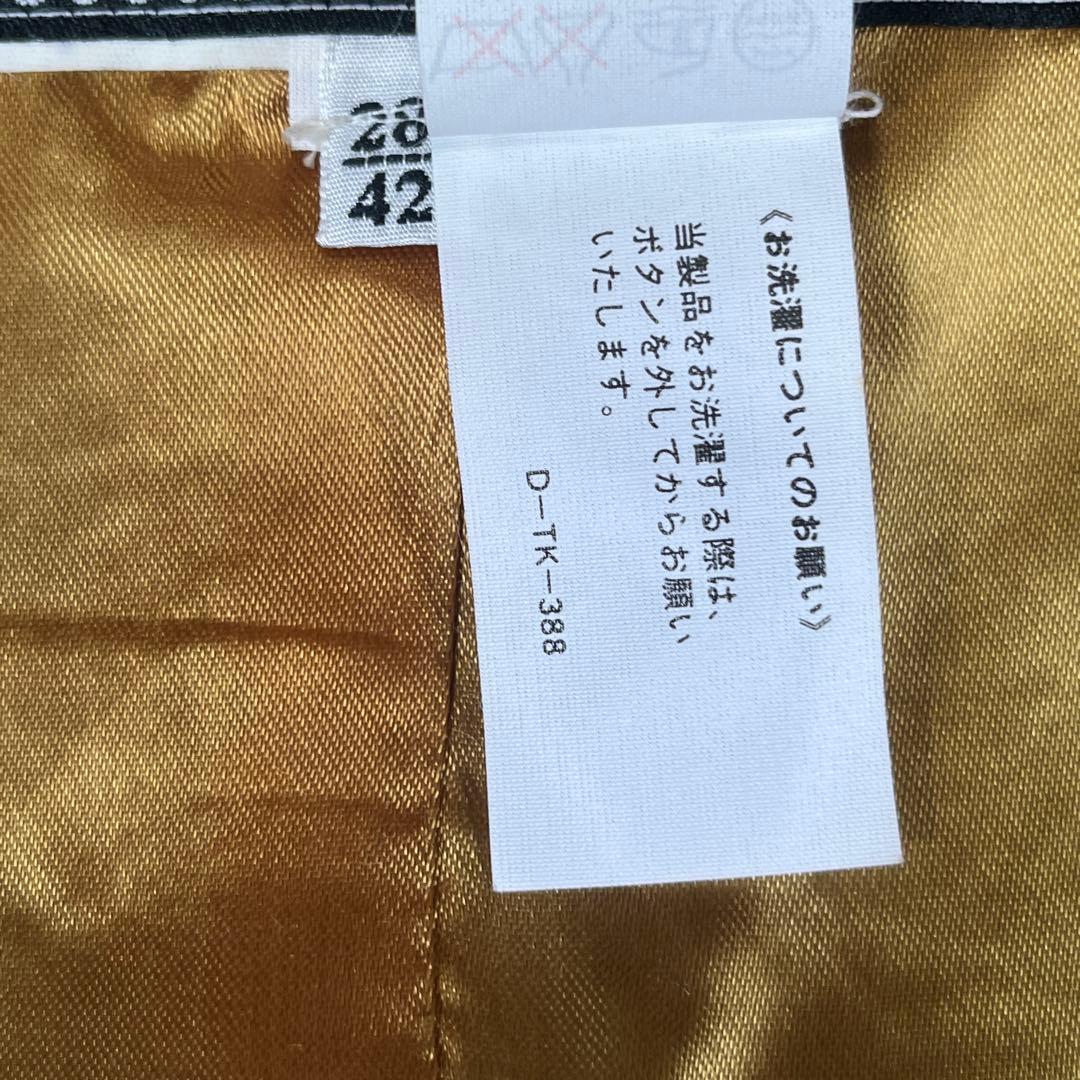 28
42
《お洗濯についてのお願い》
当製品をお洗濯する際は、
ボタンを外してからお願い
いたします。
D-TK-388